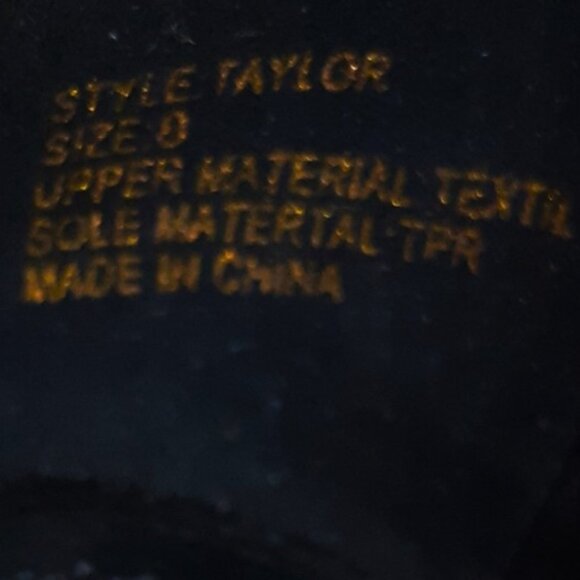 STYLE TAYLOR
SIZE 0
UPPER MATERIAL TEXTIL
SOLE MATERTAL TPR
MADE IN CHINA